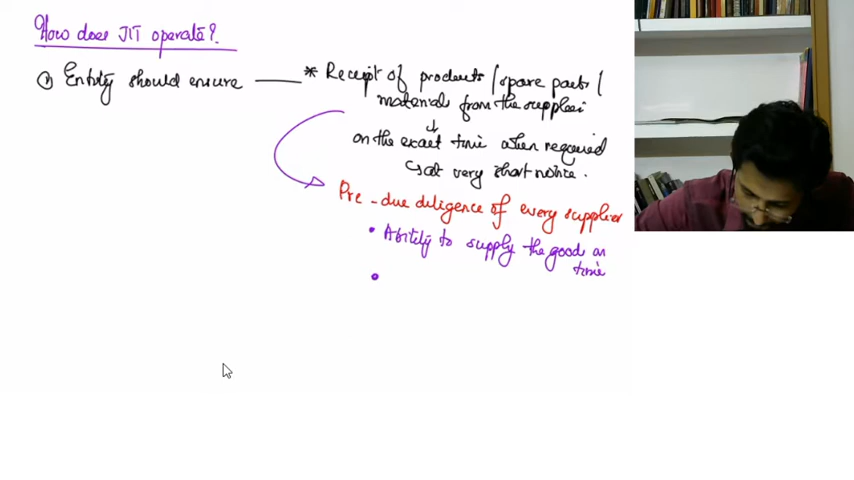 How does JIT operate?
① Entity should ensure — * Receipt of products / spare parts /
materials from the supplier
↓
on the exact time when required
↳ at very short notice.
Pre-due diligence of every supplier
• Ability to supply the good on
time
•